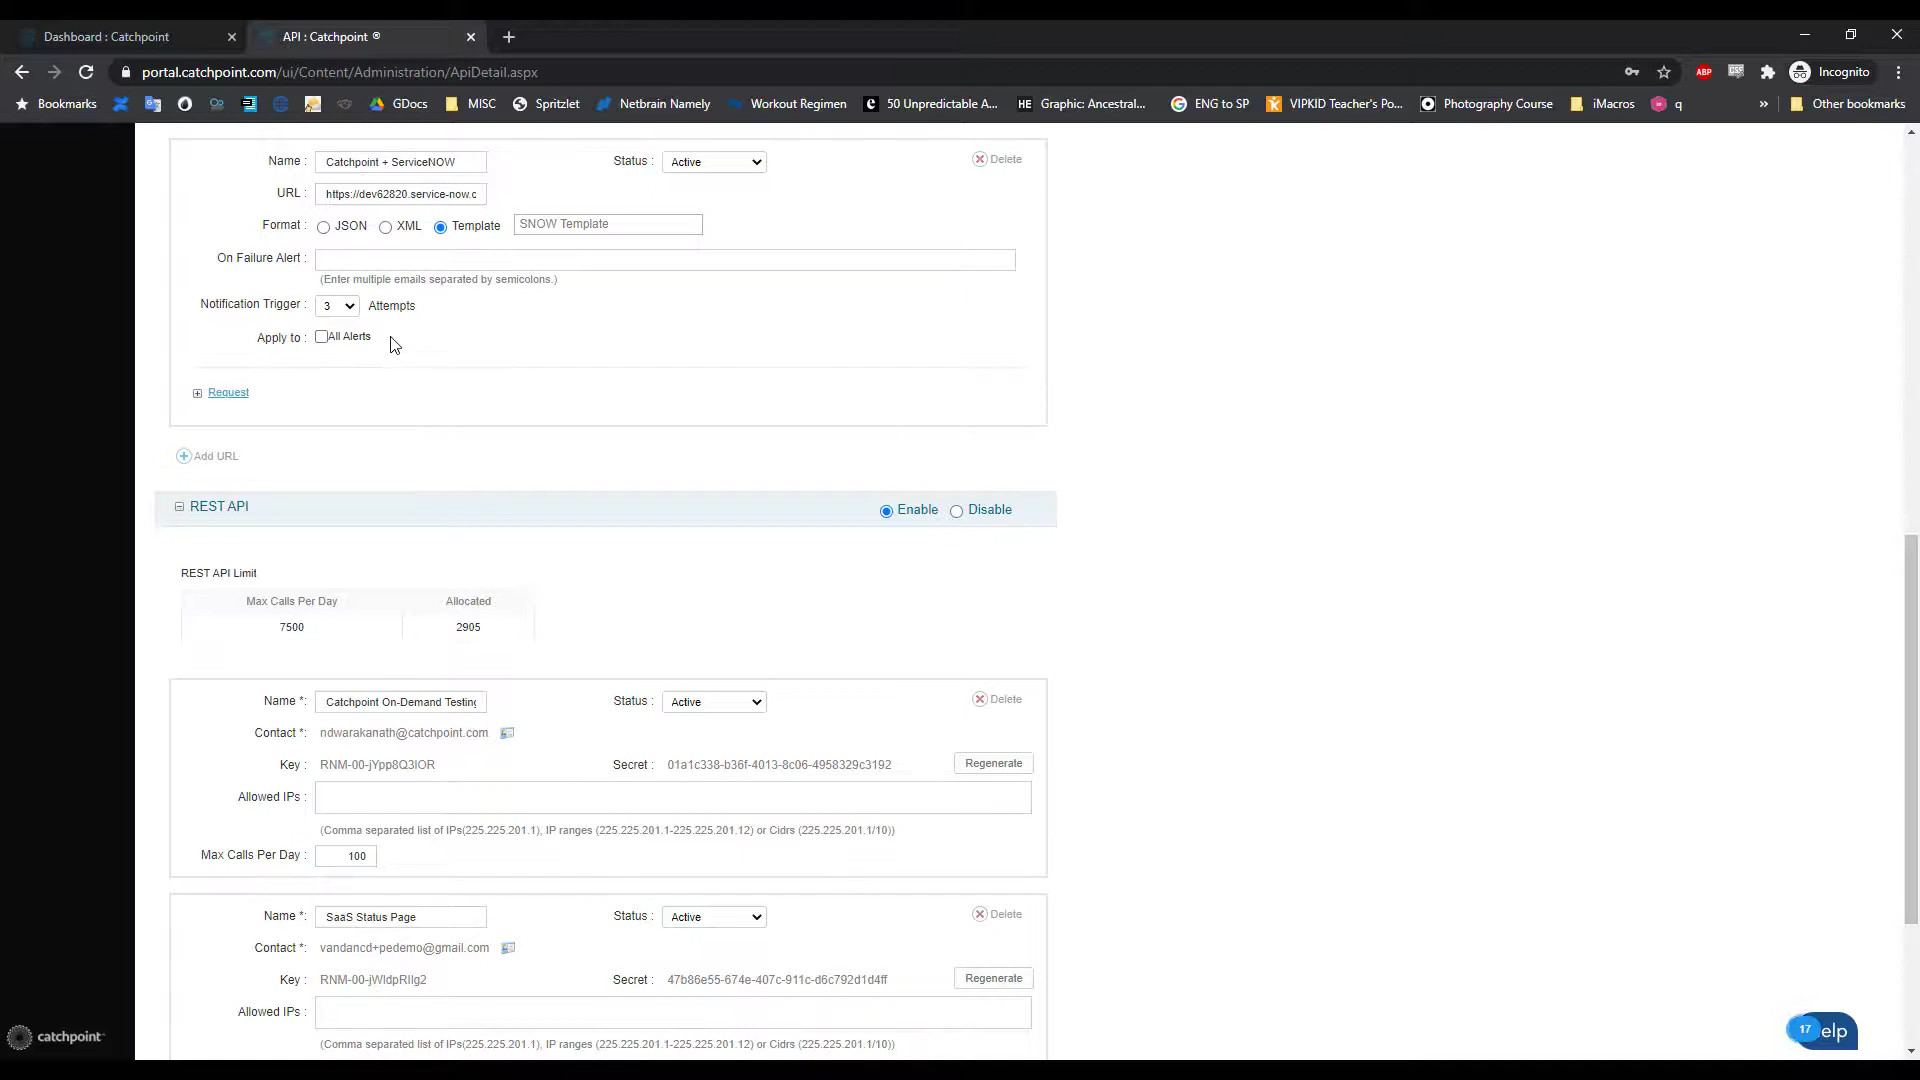 Dashboard : Catchpoint
API : Catchpoint ®
portal.catchpoint.com/ui/Content/Administration/ApiDetail.aspx
ABP
Incognito
Bookmarks
GDocs
MISC
Spritzlet
Netbrain Namely
Workout Regimen
50 Unpredictable A...
HE Graphic: Ancestral...
ENG to SP
VIPKID Teacher's Po...
Photography Course
iMacros
q
»
Other bookmarks
Name : Catchpoint + ServiceNOW Status : Active Delete
URL : https://dev62820.service-now.c
Format : JSON XML Template SNOW Template
On Failure Alert :
(Enter multiple emails separated by semicolons.)
Notification Trigger : 3 Attempts
Apply to : All Alerts
Request
Add URL
REST API Enable Disable
REST API Limit
Max Calls Per Day Allocated
7500 2905
Name *: Catchpoint On-Demand Testing Status : Active Delete
Contact *: ndwarakanath@catchpoint.com
Key : RNM-00-jYpp8Q3IOR Secret : 01a1c338-b36f-4013-8c06-4958329c3192 Regenerate
Allowed IPs :
(Comma separated list of IPs(225.225.201.1), IP ranges (225.225.201.1-225.225.201.12) or Cidrs (225.225.201.1/10))
Max Calls Per Day : 100
Name *: SaaS Status Page Status : Active Delete
Contact *: vandancd+pedemo@gmail.com
Key : RNM-00-jWldpRIlg2 Secret : 47b86e55-674e-407c-911c-d6c792d1d4ff Regenerate
Allowed IPs :
(Comma separated list of IPs(225.225.201.1), IP ranges (225.225.201.1-225.225.201.12) or Cidrs (225.225.201.1/10))
catchpoint
17 elp